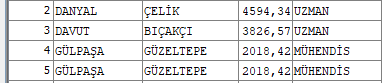 2 DANYAL ÇELİK 4594,34 UZMAN
3 DAVUT BIÇAKÇI 3826,57 UZMAN
4 GÜLPAŞA GÜZELTEPE 2018,42 MÜHENDİS
5 GÜLPAŞA GÜZELTEPE 2018,42 MÜHENDİS